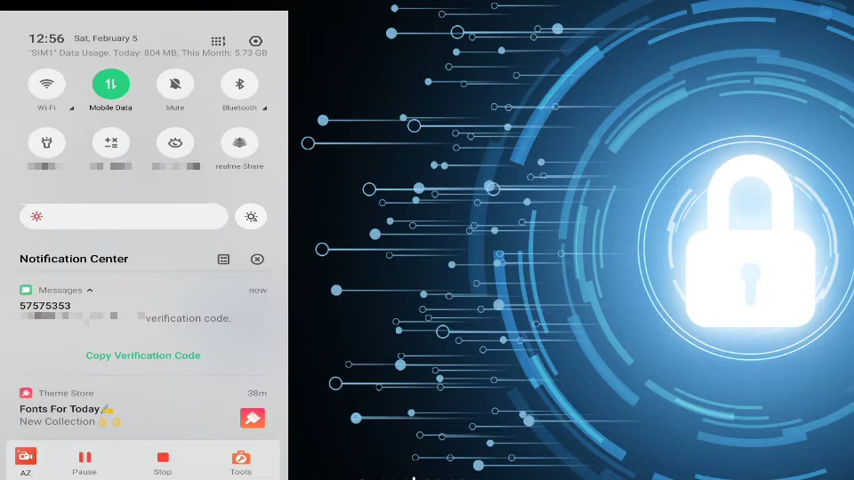 12:56 Sat, February 5
"SIM1" Data Usage, Today: 804 MB, This Month: 5.73 GB
Wi-Fi Mobile Data Mute Bluetooth
realme Share
Notification Center
Messages now
57575353
verification code.
Copy Verification Code
Theme Store 38m
Fonts For Today✍️
New Collection 👌👌
AZ Pause Stop Tools